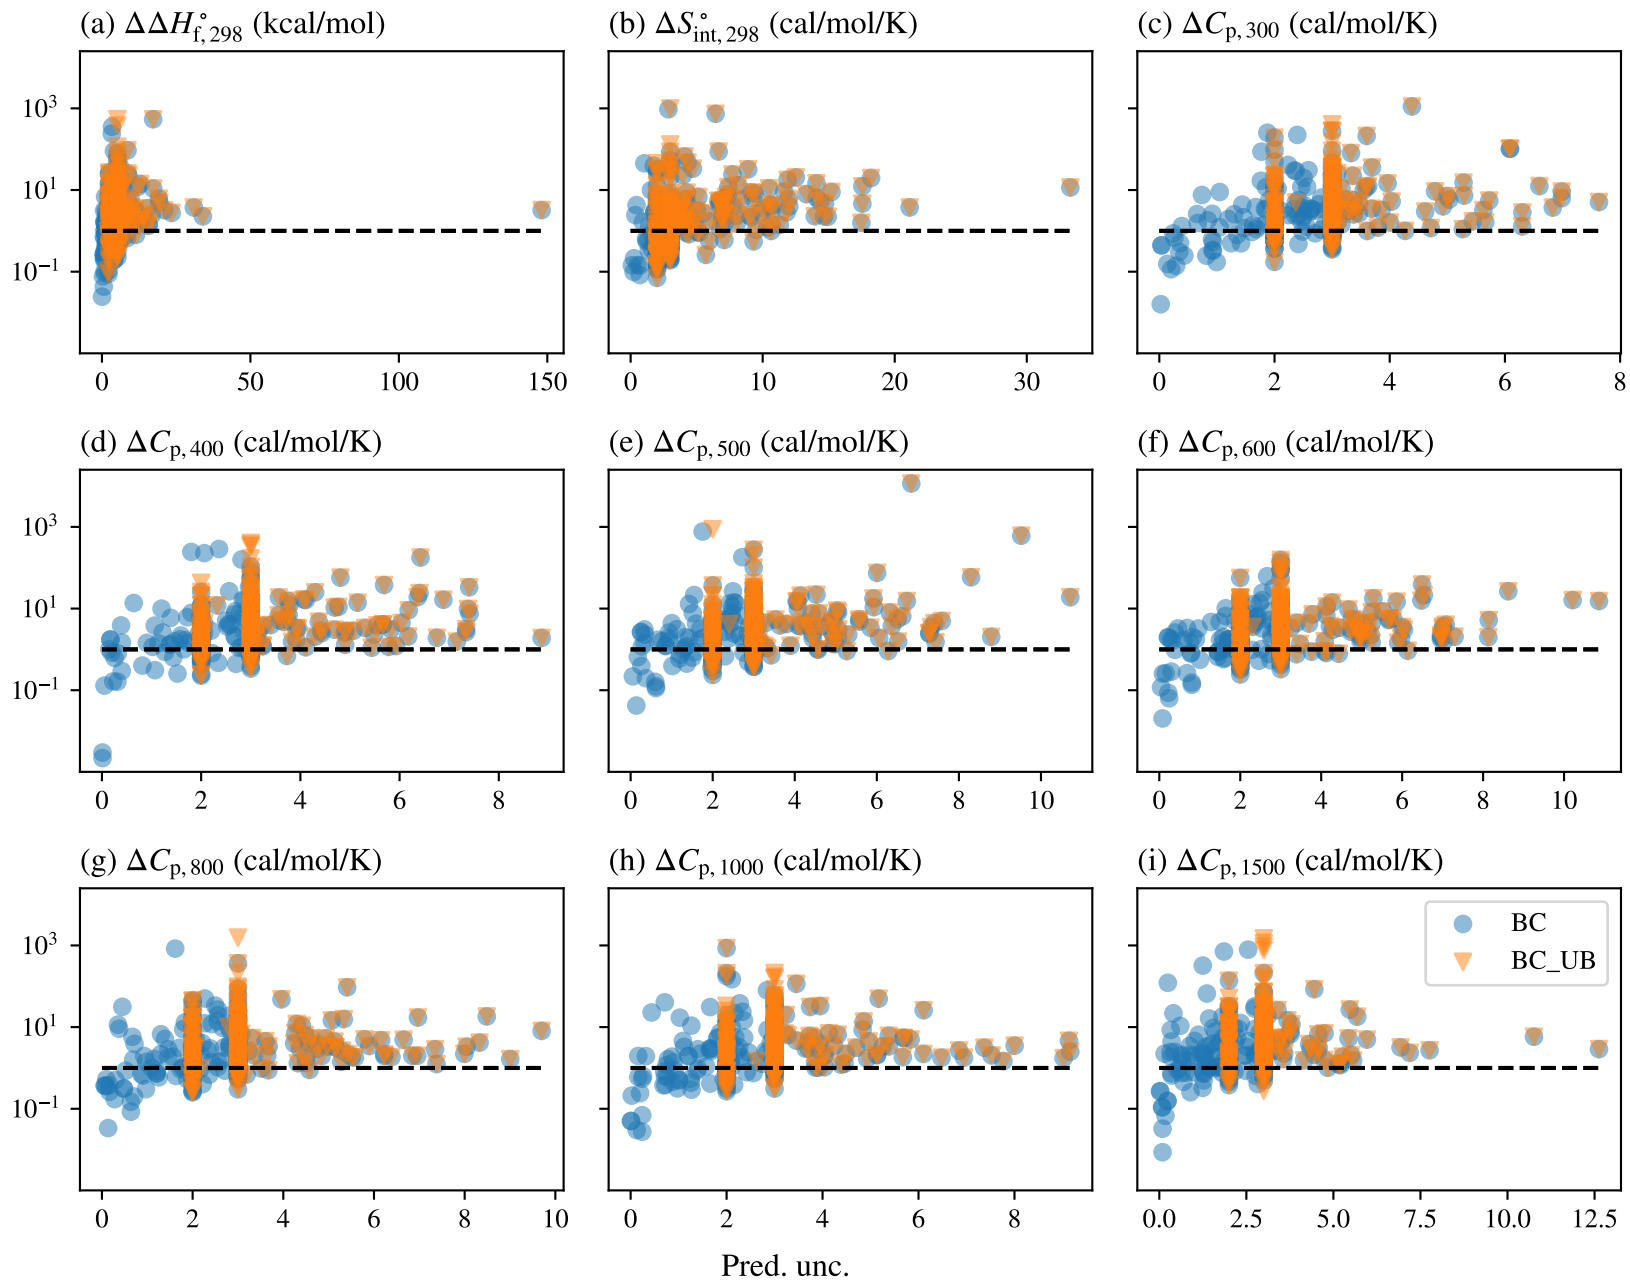 (a) ΔΔH°f, 298 (kcal/mol)
(b) ΔS°int, 298 (cal/mol/K)
(c) ΔCp, 300 (cal/mol/K)
10³
10¹
10⁻¹
0 50 100 150
0 10 20 30
0 2 4 6 8
(d) ΔCp, 400 (cal/mol/K)
(e) ΔCp, 500 (cal/mol/K)
(f) ΔCp, 600 (cal/mol/K)
10³
10¹
10⁻¹
0 2 4 6 8
0 2 4 6 8 10
0 2 4 6 8 10
(g) ΔCp, 800 (cal/mol/K)
(h) ΔCp, 1000 (cal/mol/K)
(i) ΔCp, 1500 (cal/mol/K)
10³
10¹
10⁻¹
BC
BC_UB
0 2 4 6 8 10
0 2 4 6 8
0.0 2.5 5.0 7.5 10.0 12.5
Pred. unc.